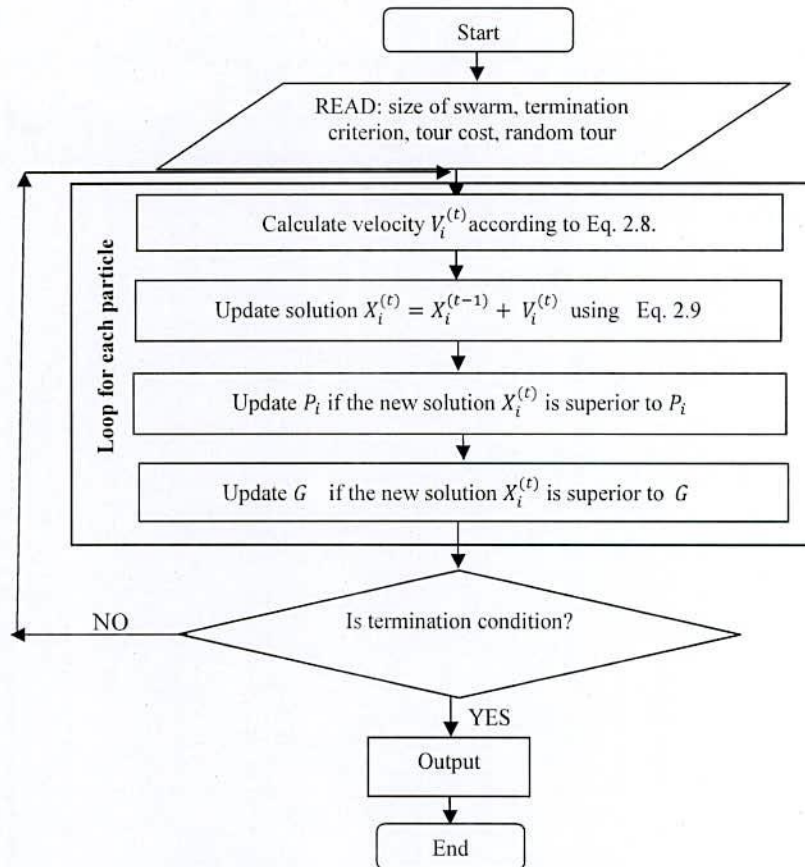 Start
READ: size of swarm, termination
criterion, tour cost, random tour
Loop for each particle
Calculate velocity $V_i^{(t)}$ according to Eq. 2.8.
Update solution $X_i^{(t)} = X_i^{(t-1)} + V_i^{(t)}$ using Eq. 2.9
Update $P_i$ if the new solution $X_i^{(t)}$ is superior to $P_i$
Update $G$ if the new solution $X_i^{(t)}$ is superior to $G$
Is termination condition?
NO
YES
Output
End